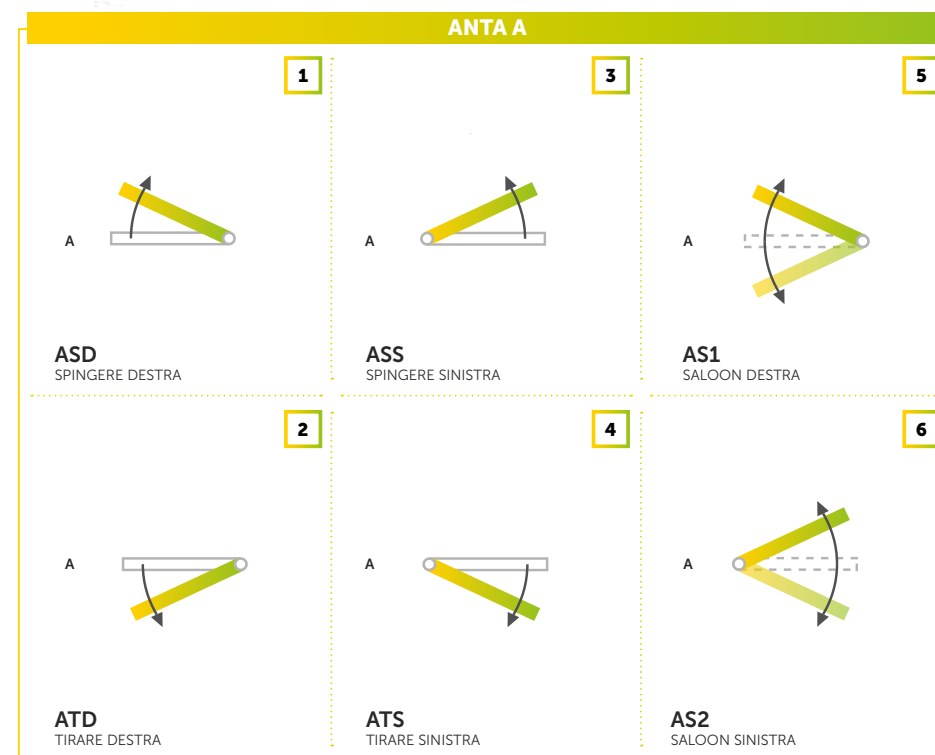 ANTA A
1
3
5
A
A
A
ASD
SPINGERE DESTRA
ASS
SPINGERE SINISTRA
AS1
SALOON DESTRA
2
4
6
A
A
A
ATD
TIRARE DESTRA
ATS
TIRARE SINISTRA
AS2
SALOON SINISTRA